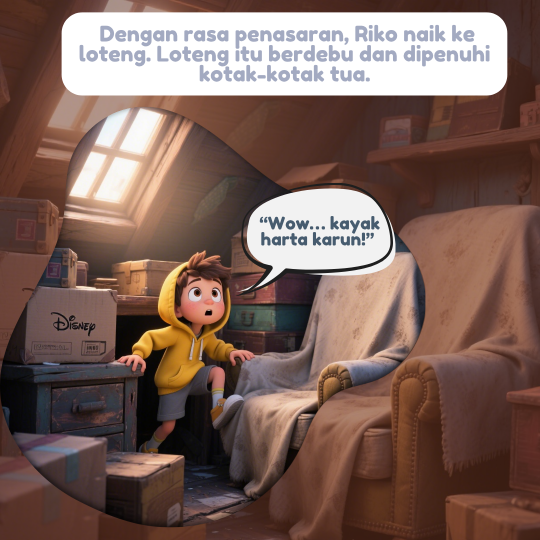 Dengan rasa penasaran, Riko naik ke
loteng. Loteng itu berdebu dan dipenuhi
kotak-kotak tua.
“Wow... kayak
harta karun!”
Disney